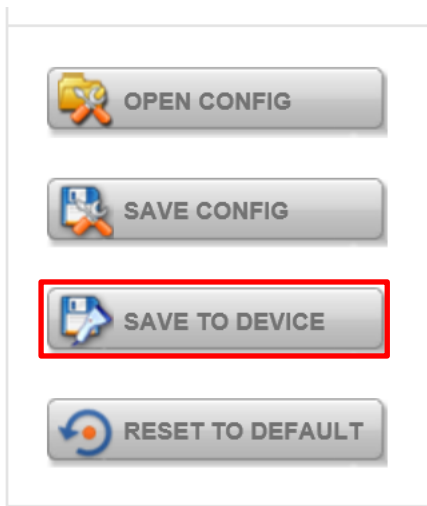 OPEN CONFIG
SAVE CONFIG
SAVE TO DEVICE
RESET TO DEFAULT